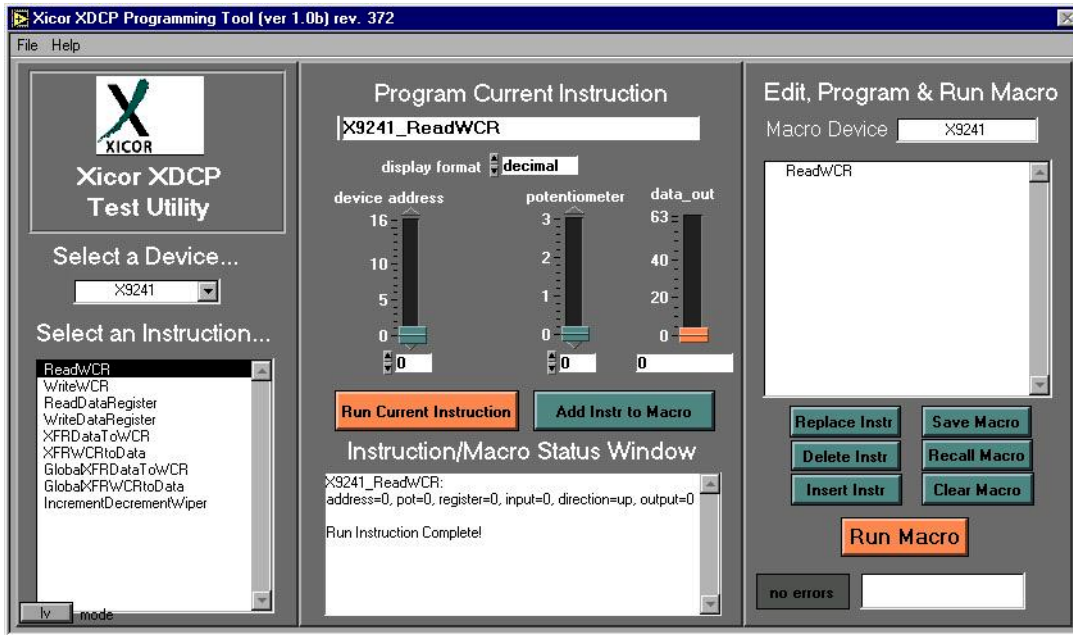 Xicor XDCP Programming Tool (ver 1.0b) rev. 372
File Help
XICOR
Xicor XDCP
Test Utility
Select a Device...
X9241
Select an Instruction...
ReadWCR
WriteWCR
ReadDataRegister
WriteDataRegister
XFRDataToWCR
XFRWCRtoData
GlobalXFRDataToWCR
GlobalXFRWCRtoData
IncrementDecrementWiper
lv mode
Program Current Instruction
X9241_ReadWCR
display format decimal
device address potentiometer data_out
16 3 63
10 2 40
5 1 20
0 0 0
0 0 0
Run Current Instruction Add Instr to Macro
Instruction/Macro Status Window
X9241_ReadWCR:
address=0, pot=0, register=0, input=0, direction=up, output=0
Run Instruction Complete!
Edit, Program & Run Macro
Macro Device X9241
ReadWCR
Replace Instr Save Macro
Delete Instr Recall Macro
Insert Instr Clear Macro
Run Macro
no errors